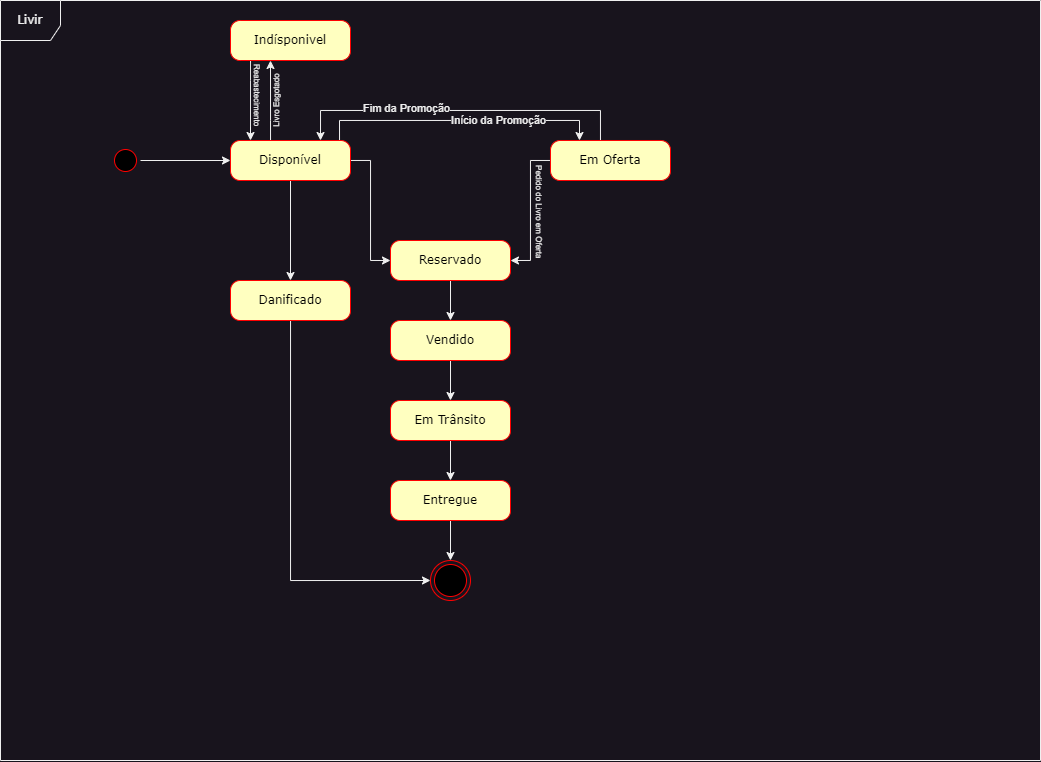 Livir
Indísponivel
Reabastecimento
Livro Esgotado
Fim da Promoção
Início da Promoção
Disponível
Em Oferta
Pedido do Livro em Oferta
Reservado
Danificado
Vendido
Em Trânsito
Entregue